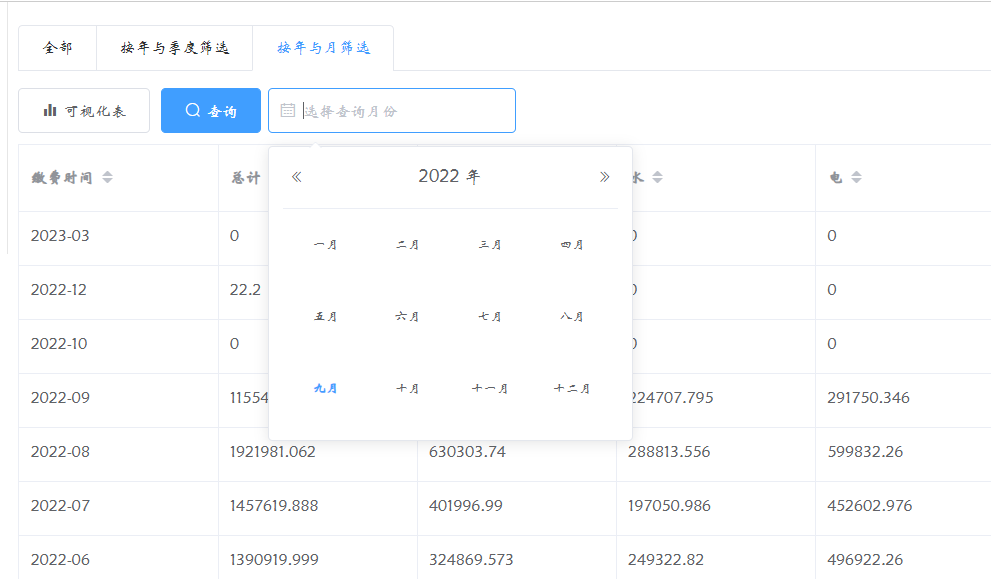 全部 按年与季度筛选 按年与月筛选
可视化表 查询 选择查询月份
缴费时间 总计 水 电
2022 年
2023-03 0 0
一月 二月 三月 四月
2022-12 22.2 0
五月 六月 七月 八月
2022-10 0 0
九月 十月 十一月 十二月
2022-09 11554 224707.795 291750.346
2022-08 1921981.062 630303.74 288813.556 599832.26
2022-07 1457619.888 401996.99 197050.986 452602.976
2022-06 1390919.999 324869.573 249322.82 496922.26